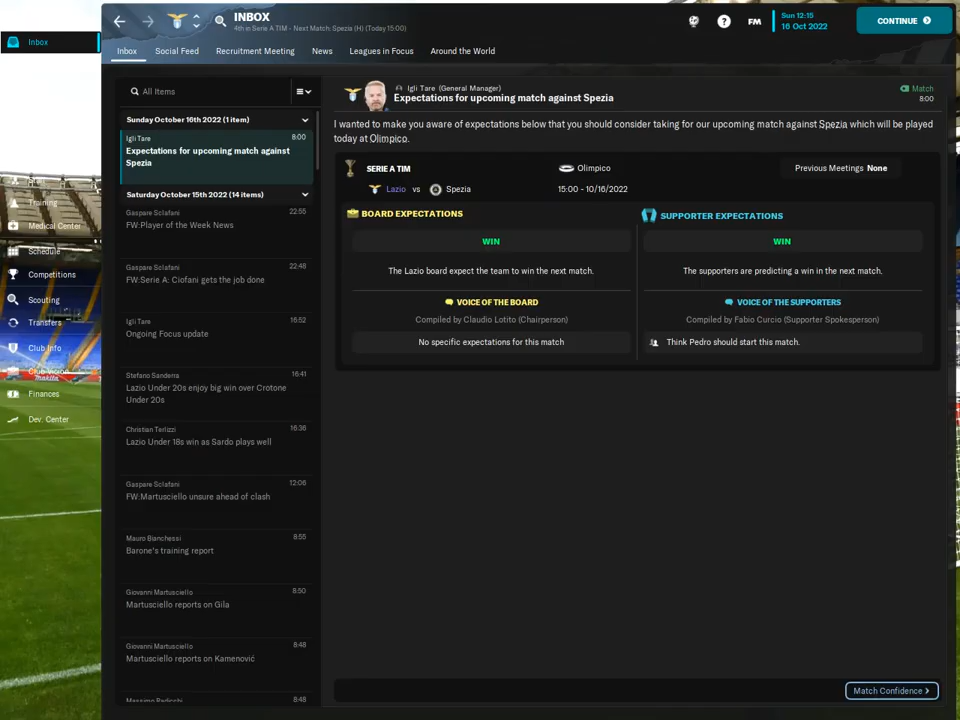 INBOX
4th in Serie A TIM - Next Match: Spezia (H) (Today 15:00)
FM
Sun 12:15
16 Oct 2022
CONTINUE
Inbox
Inbox
Social Feed
Recruitment Meeting
News
Leagues in Focus
Around the World
Training
Medical Center
Schedule
Competitions
Scouting
Transfers
Club Info
Club Vision
Finances
Dev. Center
All Items
Sunday October 16th 2022 (1 item)
Igli Tare 8:00
Expectations for upcoming match against
Spezia
Saturday October 15th 2022 (14 items)
Gaspare Sclafani 22:55
FW:Player of the Week News
Gaspare Sclafani 22:48
FW:Serie A: Ciofani gets the job done
Igli Tare 16:52
Ongoing Focus update
Stefano Sanderra 16:41
Lazio Under 20s enjoy big win over Crotone
Under 20s
Christian Terlizzi 16:36
Lazio Under 18s win as Sardo plays well
Gaspare Sclafani 12:06
FW:Martusciello unsure ahead of clash
Mauro Bianchessi 8:55
Barone's training report
Giovanni Martusciello 8:50
Martusciello reports on Gila
Giovanni Martusciello 8:48
Martusciello reports on Kamenović
8:48
Igli Tare (General Manager)
Expectations for upcoming match against Spezia
Match
8:00
I wanted to make you aware of expectations below that you should consider taking for our upcoming match against Spezia which will be played
today at Olimpico.
SERIE A TIM
Olimpico
Previous Meetings None
Lazio vs Spezia
15:00 - 10/16/2022
BOARD EXPECTATIONS
WIN
The Lazio board expect the team to win the next match.
VOICE OF THE BOARD
Compiled by Claudio Lotito (Chairperson)
No specific expectations for this match
SUPPORTER EXPECTATIONS
WIN
The supporters are predicting a win in the next match.
VOICE OF THE SUPPORTERS
Compiled by Fabio Curcio (Supporter Spokesperson)
Think Pedro should start this match.
Match Confidence >